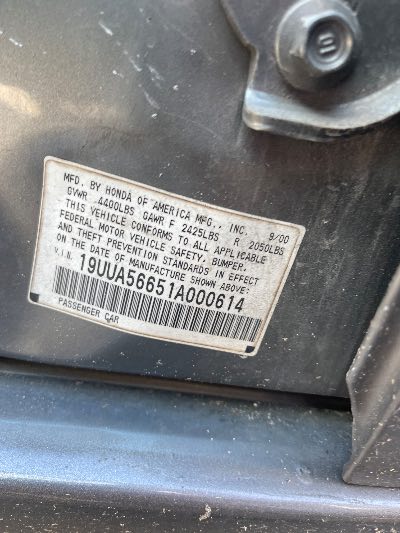 MFD. BY HONDA OF AMERICA MFG., INC. 9/00
GVWR 4400LBS GAWR F 2425LBS R 2050LBS
THIS VEHICLE CONFORMS TO ALL APPLICABLE
FEDERAL MOTOR VEHICLE SAFETY, BUMPER,
AND THEFT PREVENTION STANDARDS IN EFFECT
ON THE DATE OF MANUFACTURE SHOWN ABOVE:
V.I.N. 19UUA56651A000614
PASSENGER CAR